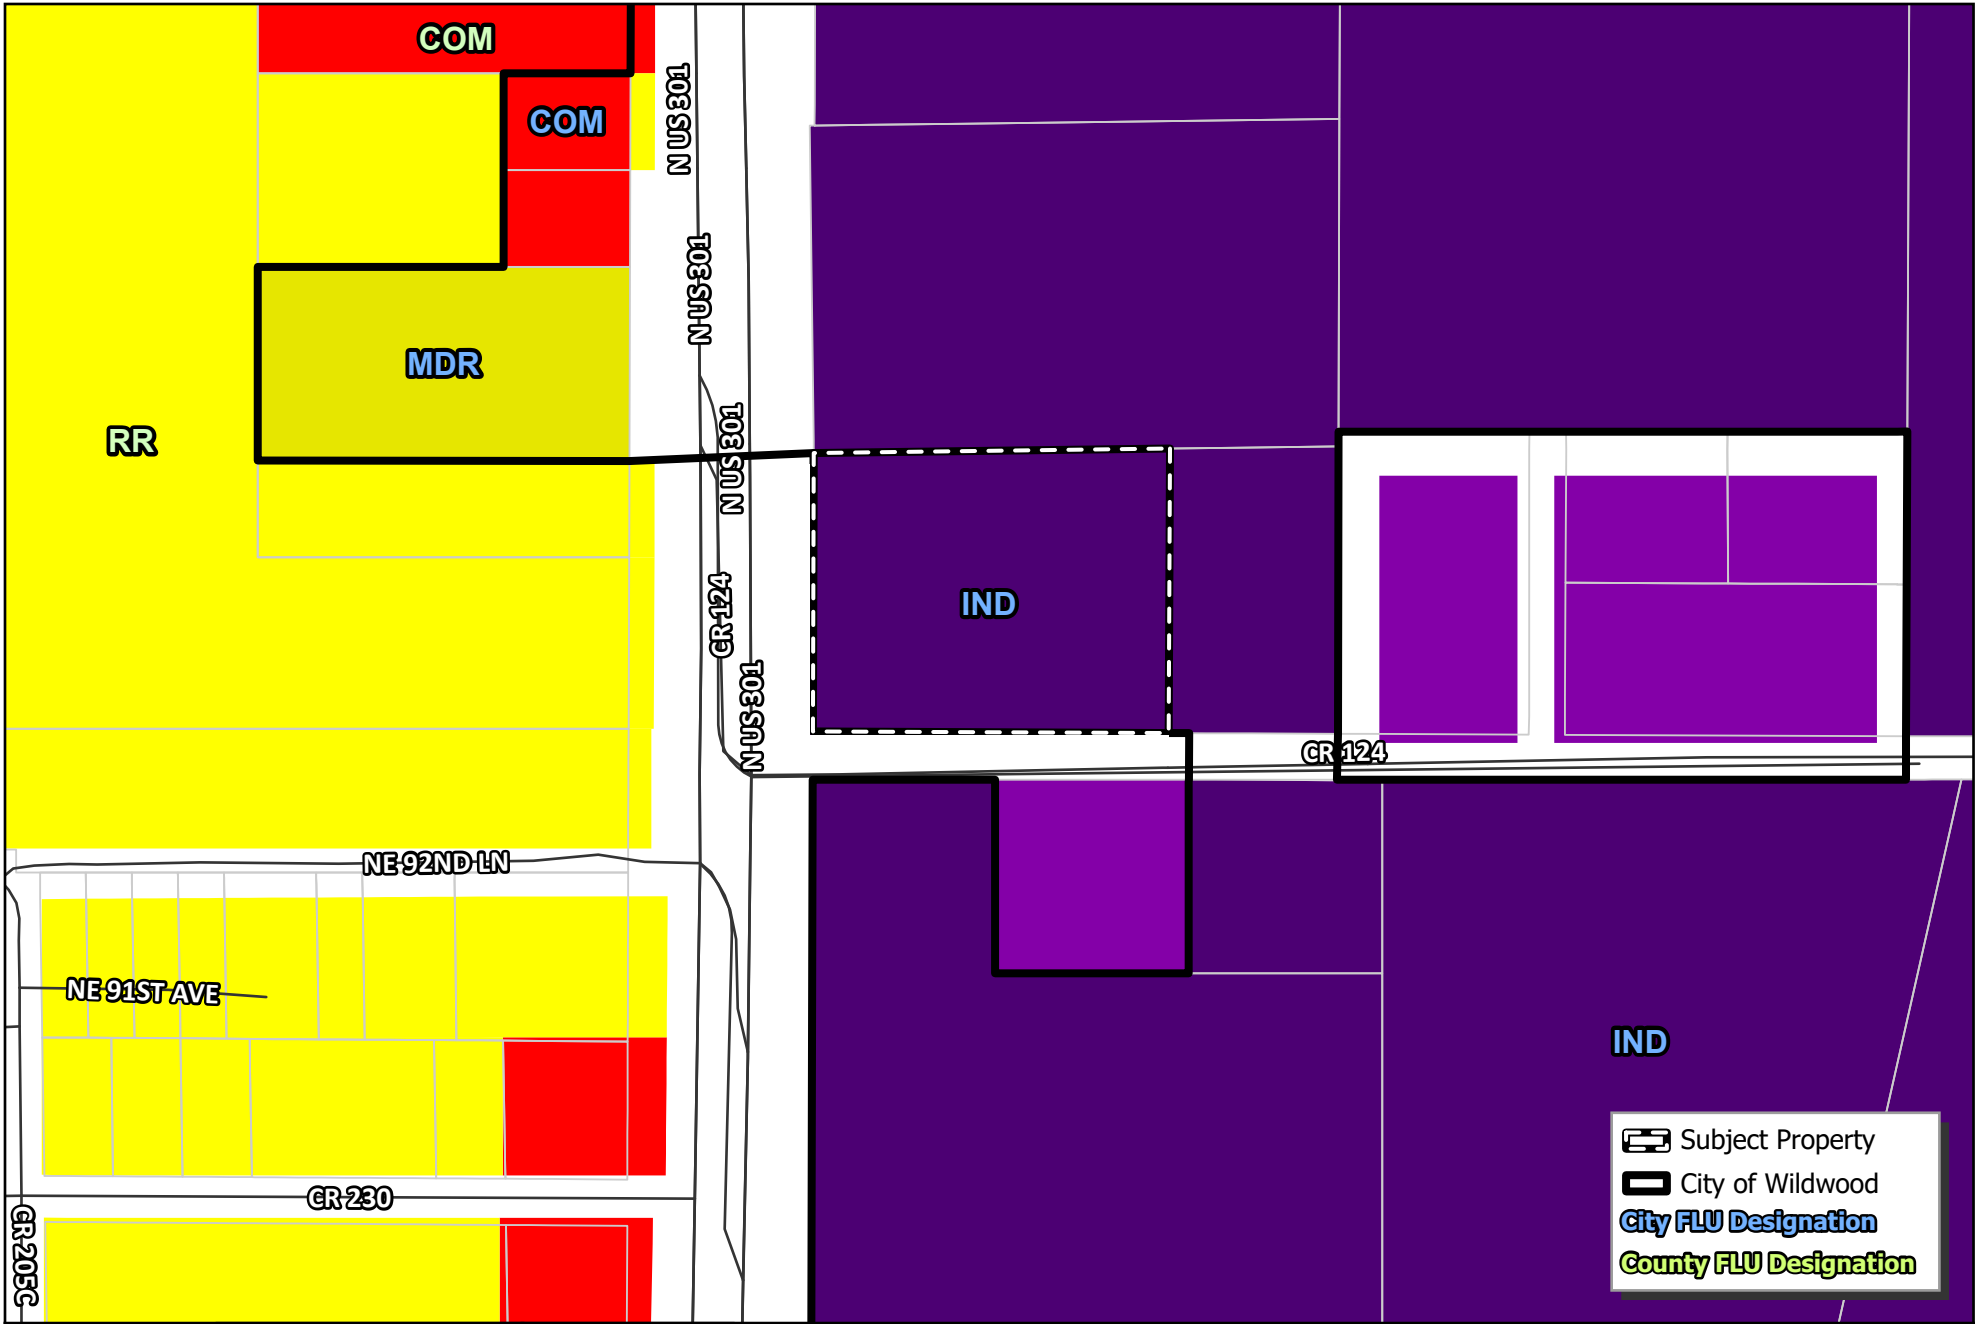 COM
COM
N US 301
N US 301
MDR
RR
N US 301
IND
CR 124
N US 301
CR 124
NE 92ND LN
NE 91ST AVE
IND
CR 230
CR 205C
Subject Property
City of Wildwood
City FLU Designation
County FLU Designation